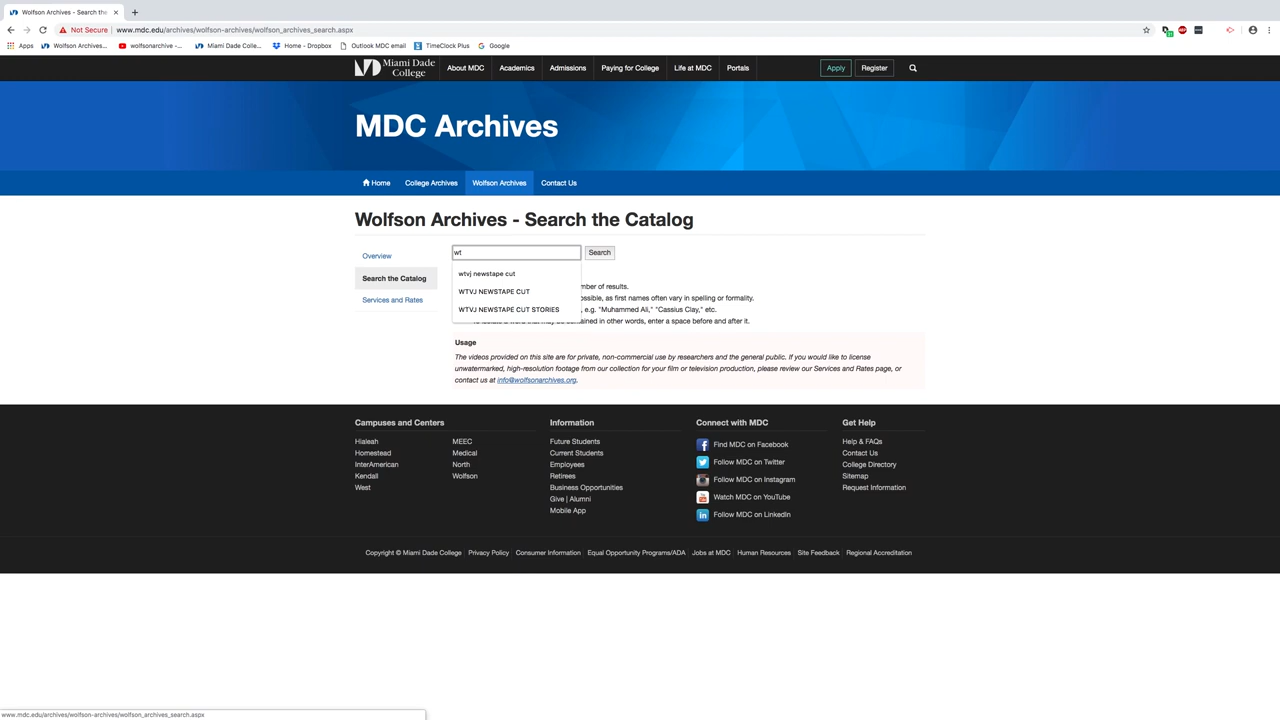 Wolfson Archives - Search the
Not Secure www.mdc.edu/archives/wolfson-archives/wolfson_archives_search.aspx
Apps Wolfson Archives... wolfsonarchive -... Miami Dade Colle... Home - Dropbox Outlook MDC email TimeClock Plus Google
Miami Dade College
About MDC Academics Admissions Paying for College Life at MDC Portals Apply Register
MDC Archives
Home College Archives Wolfson Archives Contact Us
Wolfson Archives - Search the Catalog
Overview
Search the Catalog
Services and Rates
wt Search
wtvj newstape cut
WTVJ NEWSTAPE CUT
WTVJ NEWSTAPE CUT STORIES
mber of results.
ossible, as first names often vary in spelling or formality.
, e.g. "Muhammed Ali," "Cassius Clay," etc.
To isolate a word that may be contained in other words, enter a space before and after it.
Usage
The videos provided on this site are for private, non-commercial use by researchers and the general public. If you would like to license
unwatermarked, high-resolution footage from our collection for your film or television production, please review our Services and Rates page, or
contact us at info@wolfsonarchives.org.
Campuses and Centers
Hialeah
Homestead
InterAmerican
Kendall
West
MEEC
Medical
North
Wolfson
Information
Future Students
Current Students
Employees
Retirees
Business Opportunities
Give | Alumni
Mobile App
Connect with MDC
Find MDC on Facebook
Follow MDC on Twitter
Follow MDC on Instagram
Watch MDC on YouTube
Follow MDC on LinkedIn
Get Help
Help & FAQs
Contact Us
College Directory
Sitemap
Request Information
Copyright © Miami Dade College Privacy Policy Consumer Information Equal Opportunity Programs/ADA Jobs at MDC Human Resources Site Feedback Regional Accreditation
www.mdc.edu/archives/wolfson-archives/wolfson_archives_search.aspx